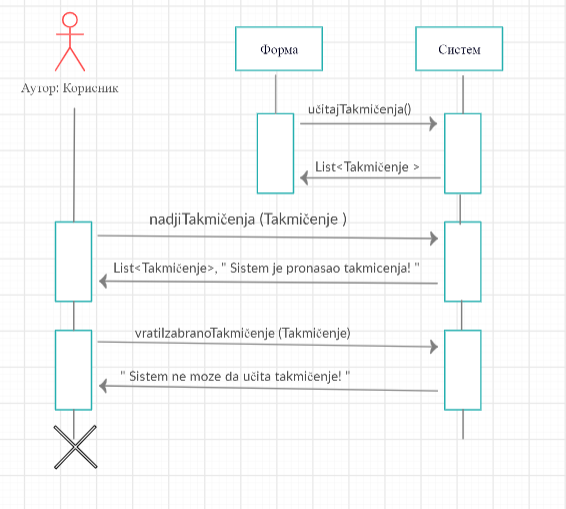 Форма
Систем
Аутор: Корисник
učitajTakmičenja()
List<Takmičenje >
nadjiTakmičenja (Takmičenje )
List<Takmičenje>, " Sistem je pronasao takmicenja! "
vratiIzabranoTakmičenje (Takmičenje)
" Sistem ne moze da učita takmičenje! "